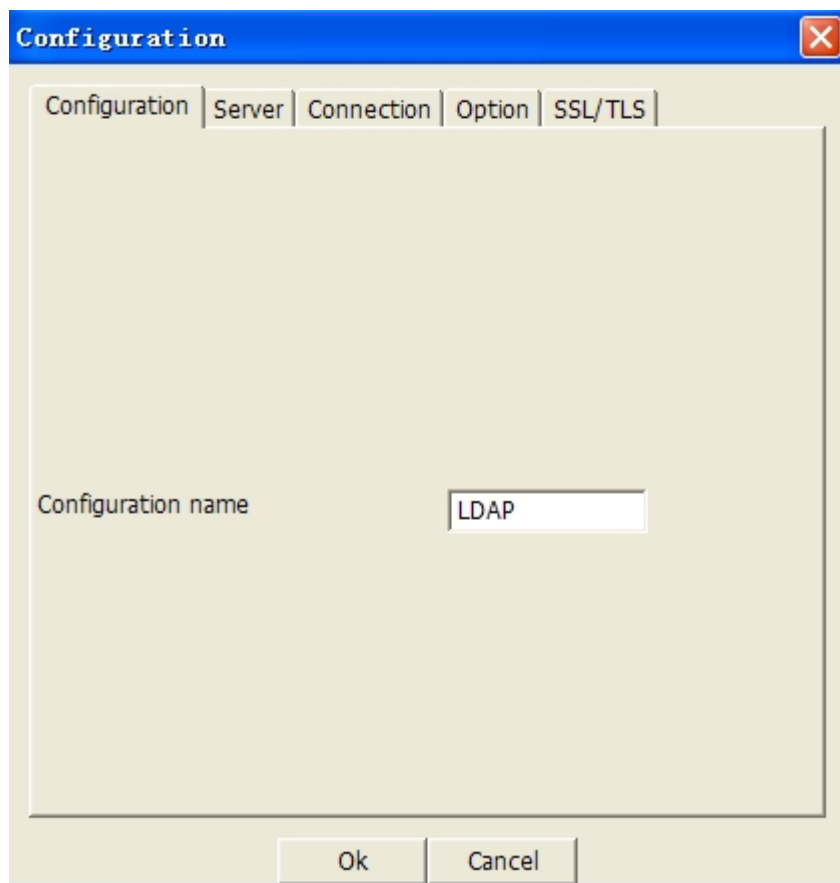 Configuration
Configuration Server Connection Option SSL/TLS
Configuration name LDAP
Ok Cancel